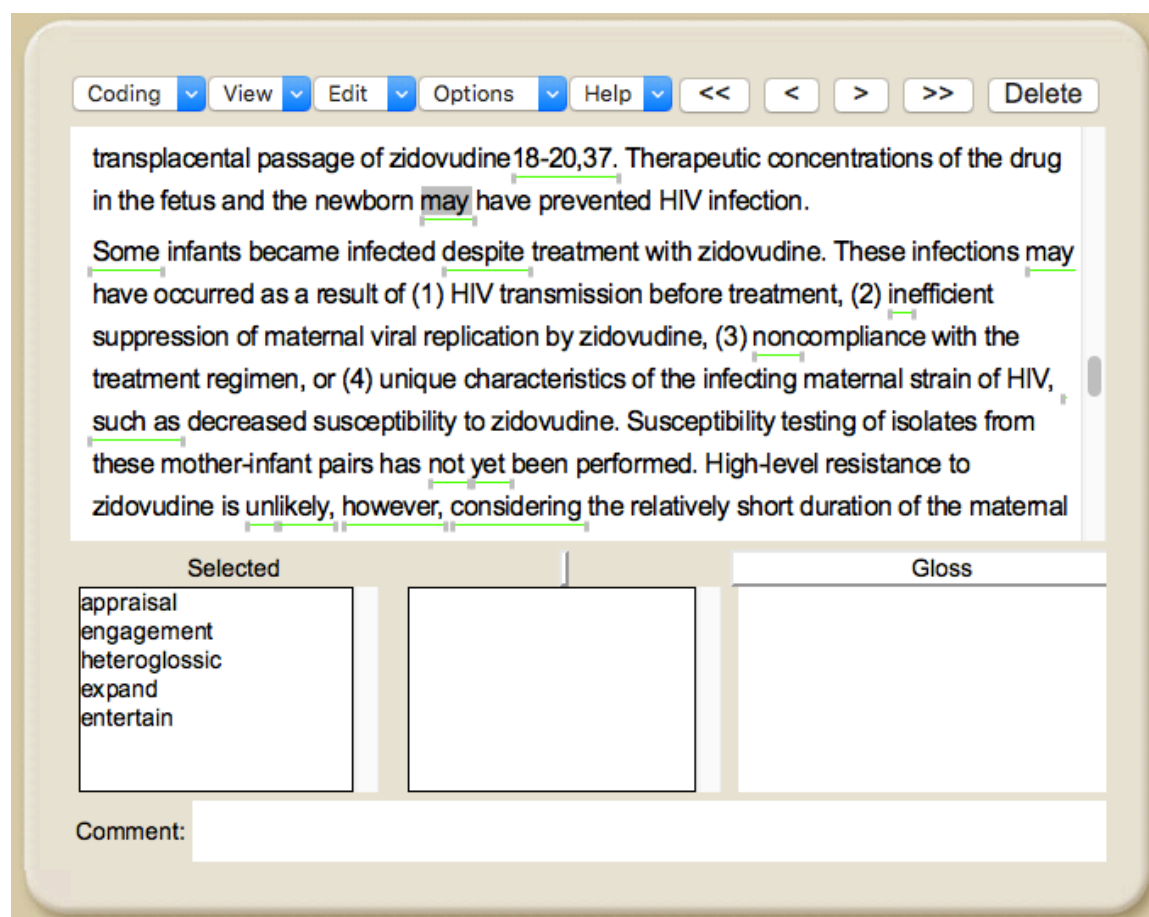 Coding View Edit Options Help << < > >> Delete
transplacental passage of zidovudine18-20,37. Therapeutic concentrations of the drug
in the fetus and the newborn may have prevented HIV infection.
Some infants became infected despite treatment with zidovudine. These infections may
have occurred as a result of (1) HIV transmission before treatment, (2) inefficient
suppression of maternal viral replication by zidovudine, (3) noncompliance with the
treatment regimen, or (4) unique characteristics of the infecting maternal strain of HIV,
such as decreased susceptibility to zidovudine. Susceptibility testing of isolates from
these mother-infant pairs has not yet been performed. High-level resistance to
zidovudine is unlikely, however, considering the relatively short duration of the maternal
Selected Gloss
appraisal
engagement
heteroglossic
expand
entertain
Comment: